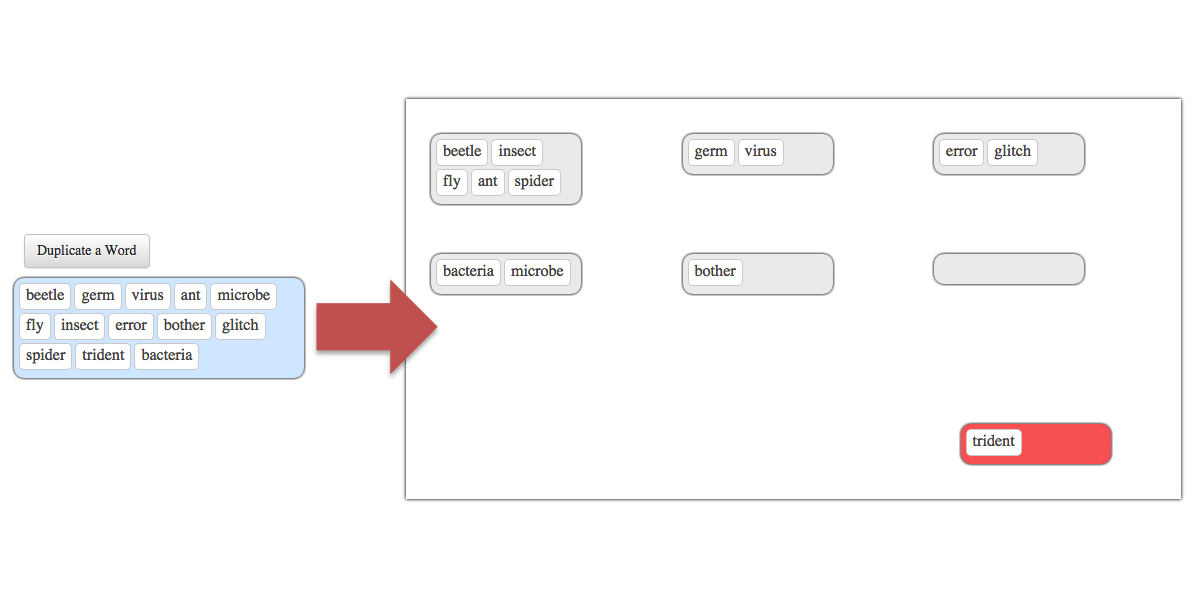 Duplicate a Word
beetle germ virus ant microbe
fly insect error bother glitch
spider trident bacteria
beetle insect
fly ant spider
germ virus
error glitch
bacteria microbe
bother
trident